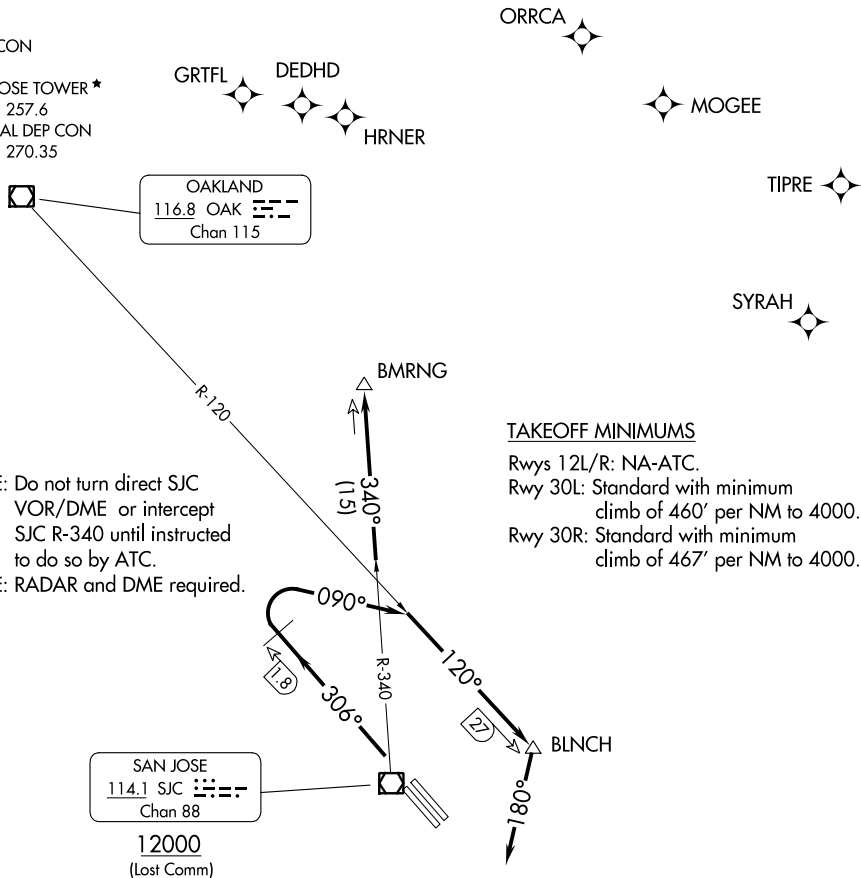 CON
OSE TOWER ★
257.6
AL DEP CON
270.35
ORRCA
GRTFL
DEDHD
HRNER
MOGEE
TIPRE
SYRAH
OAKLAND
116.8 OAK
Chan 115
R-120
BMRNG
340°
(15)
TAKEOFF MINIMUMS
Rwys 12L/R: NA-ATC.
Rwy 30L: Standard with minimum
climb of 460' per NM to 4000.
Rwy 30R: Standard with minimum
climb of 467' per NM to 4000.
E: Do not turn direct SJC
VOR/DME or intercept
SJC R-340 until instructed
to do so by ATC.
E: RADAR and DME required.
090°
1.8
306°
R-340
120°
27
BLNCH
180°
SAN JOSE
114.1 SJC
Chan 88
12000
(Lost Comm)